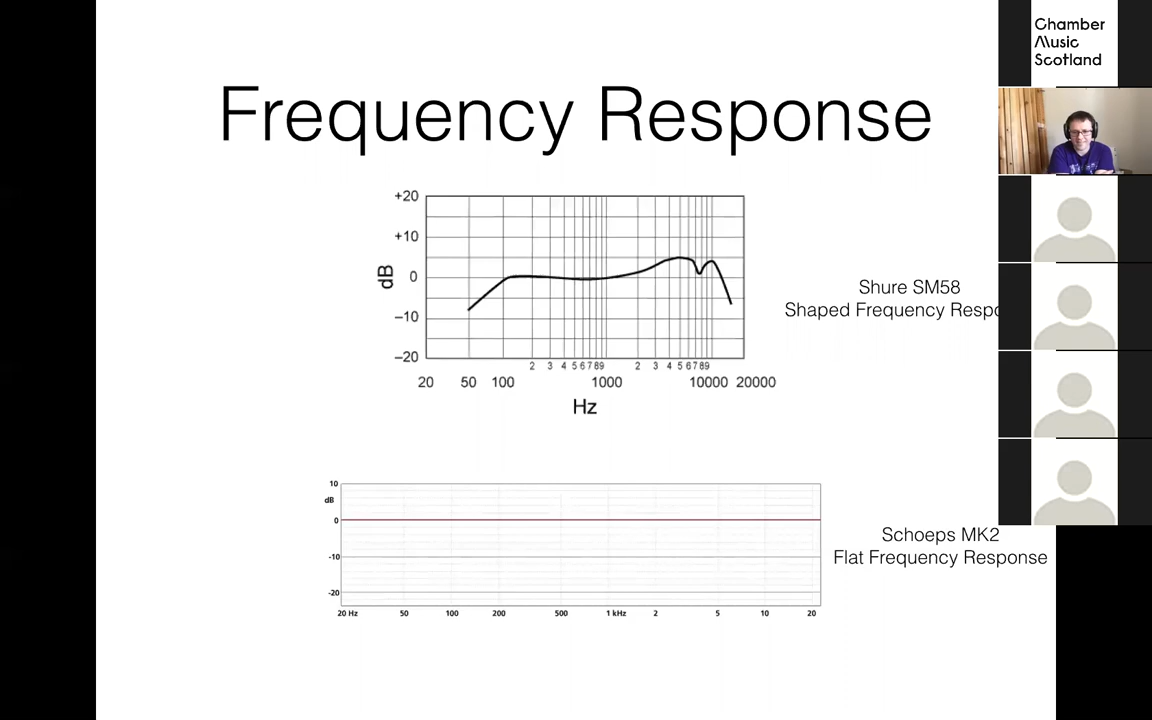 Chamber
Music
Scotland
Frequency Response
+20
+10
dB
0
–10
–20
2 3 4 5 6 7 8 9 2 3 4 5 6 7 8 9
20 50 100 1000 10000 20000
Hz
Shure SM58
Shaped Frequency Respo
10
dB
0
-10
-20
20 Hz 50 100 200 500 1 kHz 2 5 10 20
Schoeps MK2
Flat Frequency Response